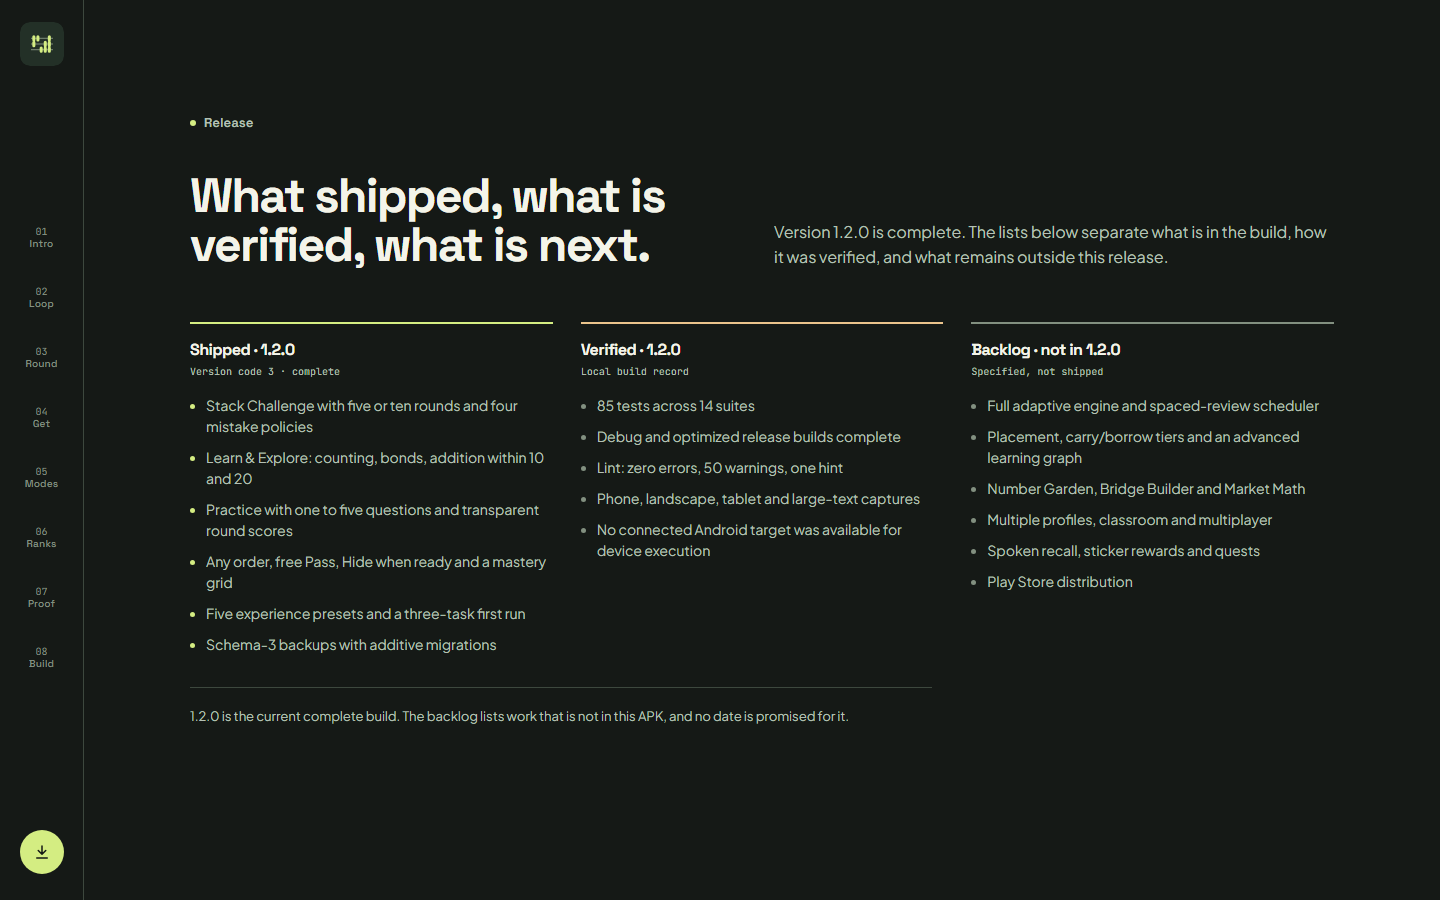 01
Intro
02
Loop
03
Round
04
Get
05
Modes
06
Ranks
07
Proof
08
Build
Release
What shipped, what is
verified, what is next.
Version 1.2.0 is complete. The lists below separate what is in the build, how
it was verified, and what remains outside this release.
Shipped · 1.2.0
Version code 3 · complete
Stack Challenge with five or ten rounds and four
mistake policies
Learn & Explore: counting, bonds, addition within 10
and 20
Practice with one to five questions and transparent
round scores
Any order, free Pass, Hide when ready and a mastery
grid
Five experience presets and a three-task first run
Schema-3 backups with additive migrations
Verified · 1.2.0
Local build record
85 tests across 14 suites
Debug and optimized release builds complete
Lint: zero errors, 50 warnings, one hint
Phone, landscape, tablet and large-text captures
No connected Android target was available for
device execution
Backlog · not in 1.2.0
Specified, not shipped
Full adaptive engine and spaced-review scheduler
Placement, carry/borrow tiers and an advanced
learning graph
Number Garden, Bridge Builder and Market Math
Multiple profiles, classroom and multiplayer
Spoken recall, sticker rewards and quests
Play Store distribution
1.2.0 is the current complete build. The backlog lists work that is not in this APK, and no date is promised for it.